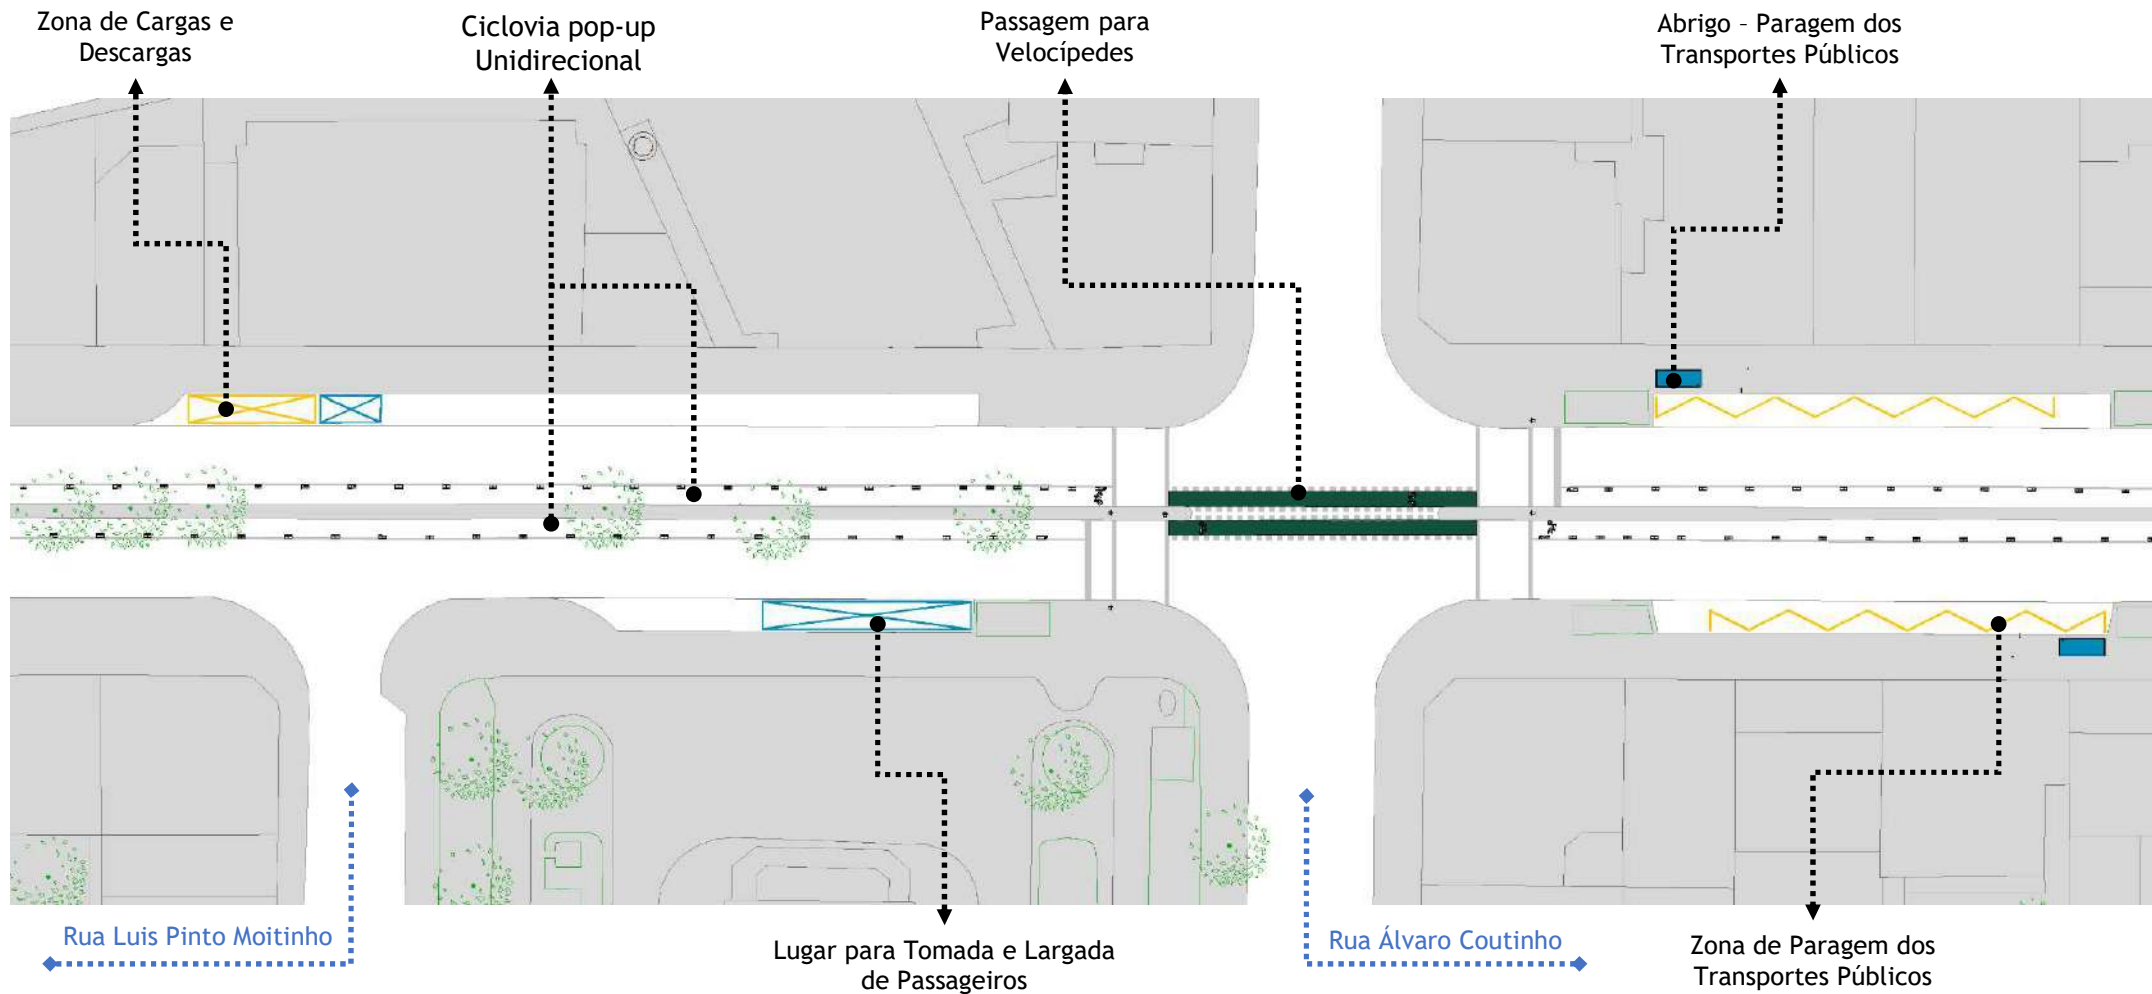 Zona de Cargas e
Descargas
Ciclovia pop-up
Unidirecional
Passagem para
Velocípedes
Abrigo – Paragem dos
Transportes Públicos
Rua Luis Pinto Moitinho
Lugar para Tomada e Largada
de Passageiros
Rua Álvaro Coutinho
Zona de Paragem dos
Transportes Públicos